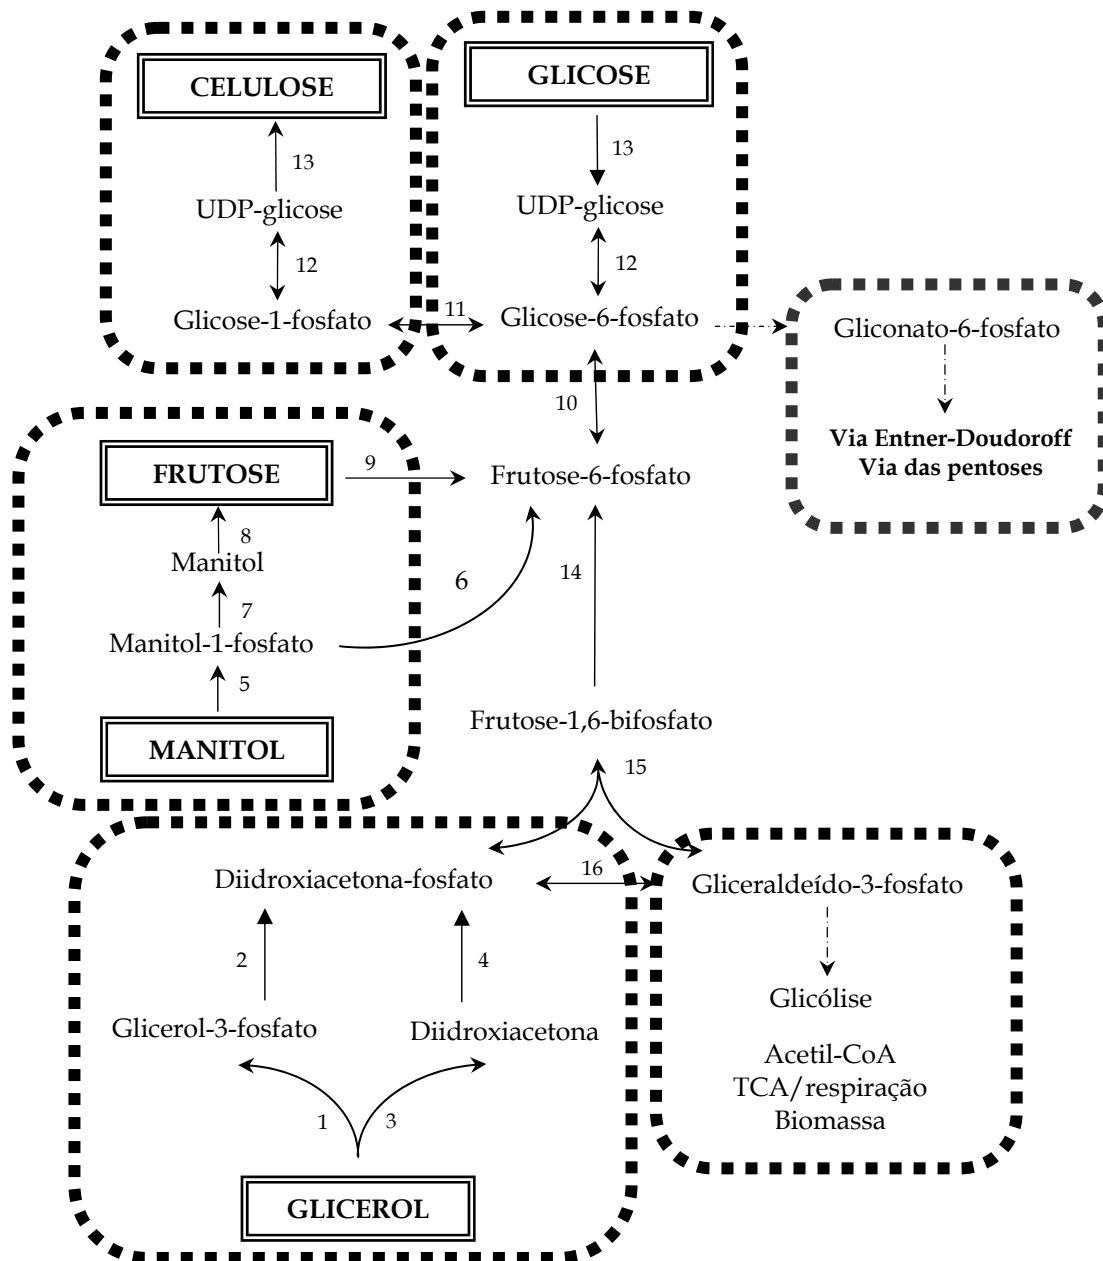 CELULOSE
GLICOSE
13
13
UDP-glicose
UDP-glicose
12
12
Glicose-1-fosfato
11
Glicose-6-fosfato
Gliconato-6-fosfato
10
Via Entner-Doudoroff
Via das pentoses
FRUTOSE
9
Frutose-6-fosfato
8
Manitol
14
6
7
Manitol-1-fosfato
5
Frutose-1,6-bifosfato
MANITOL
15
Diidroxiacetona-fosfato
16
Gliceraldeído-3-fosfato
2
4
Glicólise
Glicerol-3-fosfato
Diidroxiacetona
Acetil-CoA
TCA/respiração
Biomassa
1
3
GLICEROL